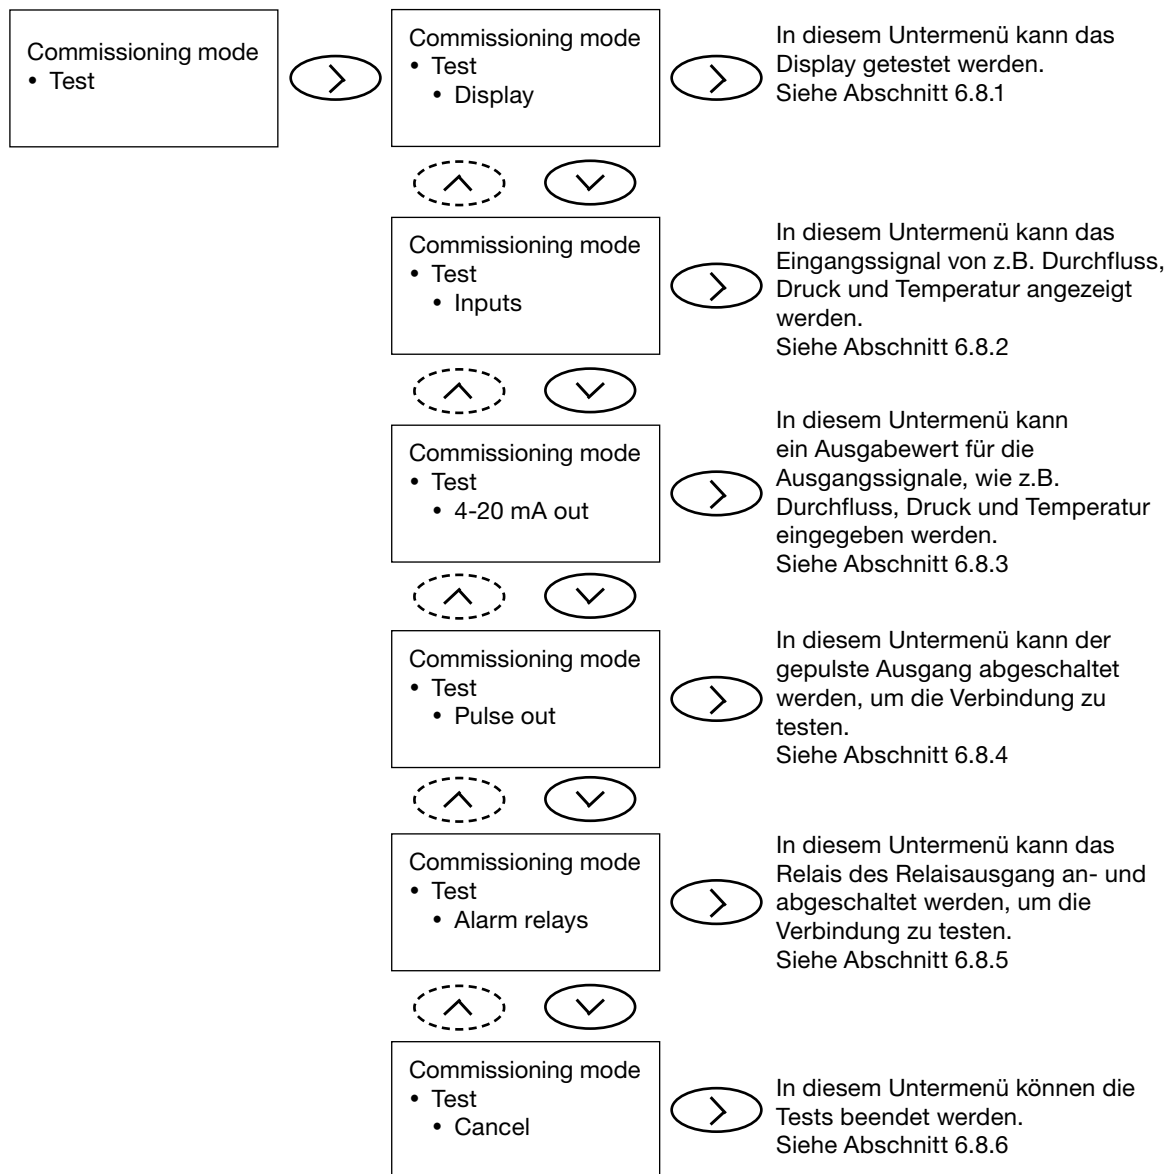 Commissioning mode
• Test
Commissioning mode
• Test
• Display
In diesem Untermenü kann das
Display getestet werden.
Siehe Abschnitt 6.8.1
Commissioning mode
• Test
• Inputs
In diesem Untermenü kann das
Eingangssignal von z.B. Durchfluss,
Druck und Temperatur angezeigt
werden.
Siehe Abschnitt 6.8.2
Commissioning mode
• Test
• 4-20 mA out
In diesem Untermenü kann
ein Ausgabewert für die
Ausgangssignale, wie z.B.
Durchfluss, Druck und Temperatur
eingegeben werden.
Siehe Abschnitt 6.8.3
Commissioning mode
• Test
• Pulse out
In diesem Untermenü kann der
gepulste Ausgang abgeschaltet
werden, um die Verbindung zu
testen.
Siehe Abschnitt 6.8.4
Commissioning mode
• Test
• Alarm relays
In diesem Untermenü kann das
Relais des Relaisausgang an- und
abgeschaltet werden, um die
Verbindung zu testen.
Siehe Abschnitt 6.8.5
Commissioning mode
• Test
• Cancel
In diesem Untermenü können die
Tests beendet werden.
Siehe Abschnitt 6.8.6